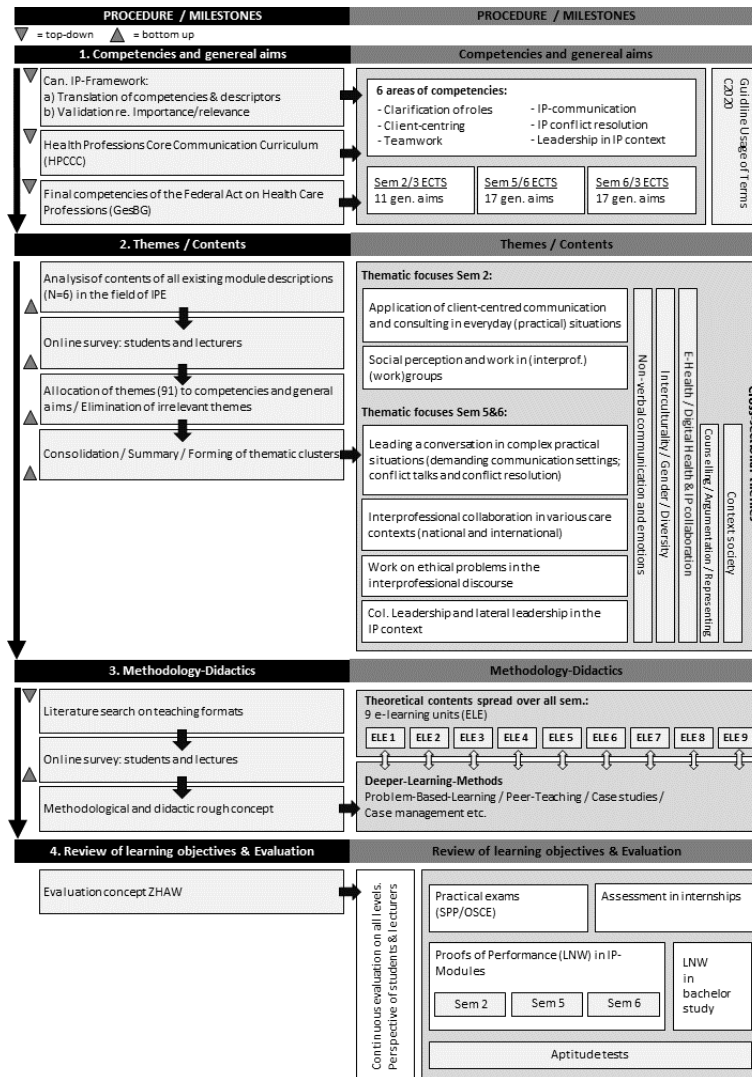 PROCEDURE / MILESTONES
PROCEDURE / MILESTONES
= top-down
= bottom up
1. Competencies and genereal aims
Competencies and genereal aims
Can. IP-Framework:
a) Translation of competencies & descriptors
b) Validation re. Importance/relevance
Health Professions Core Communication Curriculum
(HPCCC)
Final competencies of the Federal Act on Health Care
Professions (GesBG)
6 areas of competencies:
- Clarification of roles
- Client-centring
- Teamwork
- IP-communication
- IP conflict resolution
- Leadership in IP context
Sem 2/3 ECTS
11 gen. aims
Sem 5/6 ECTS
17 gen. aims
Sem 6/3 ECTS
17 gen. aims
Guidline Usage of Terms
C2020
2. Themes / Contents
Themes / Contents
Analysis of contents of all existing module descriptions
(N=6) in the field of IPE
Online survey: students and lecturers
Allocation of themes (91) to competencies and general
aims / Elimination of irrelevant themes
Consolidation / Summary / Forming of thematic clusters
Thematic focuses Sem 2:
Application of client-centred communication
and consulting in everyday (practical) situations
Social perception and work in (interprof.)
(work)groups
Thematic focuses Sem 5&6:
Leading a conversation in complex practical
situations (demanding communication settings;
conflict talks and conflict resolution)
Interprofessional collaboration in various care
contexts (national and international)
Work on ethical problems in the
interprofessional discourse
Col. Leadership and lateral leadership in the
IP context
Non-verbal communication and emotions
Interculturality / Gender / Diversity
E-Health / Digital Health & IP collaboration
Counselling / Argumentation / Representing
Context society
3. Methodology-Didactics
Methodology-Didactics
Literature search on teaching formats
Online survey: students and lectures
Methodological and didactic rough concept
Theoretical contents spread over all sem.:
9 e-learning units (ELE)
ELE 1
ELE 2
ELE 3
ELE 4
ELE 5
ELE 6
ELE 7
ELE 8
ELE 9
Deeper-Learning-Methods
Problem-Based-Learning / Peer-Teaching / Case studies /
Case management etc.
4. Review of learning objectives & Evaluation
Review of learning objectives & Evaluation
Evaluation concept ZHAW
Continuous evaluation on all levels.
Perspective of students & lecturers
Practical exams
(SPP/OSCE)
Assessment in internships
Proofs of Performance (LNW) in IP-
Modules
Sem 2
Sem 5
Sem 6
LNW
in
bachelor
study
Aptitude tests